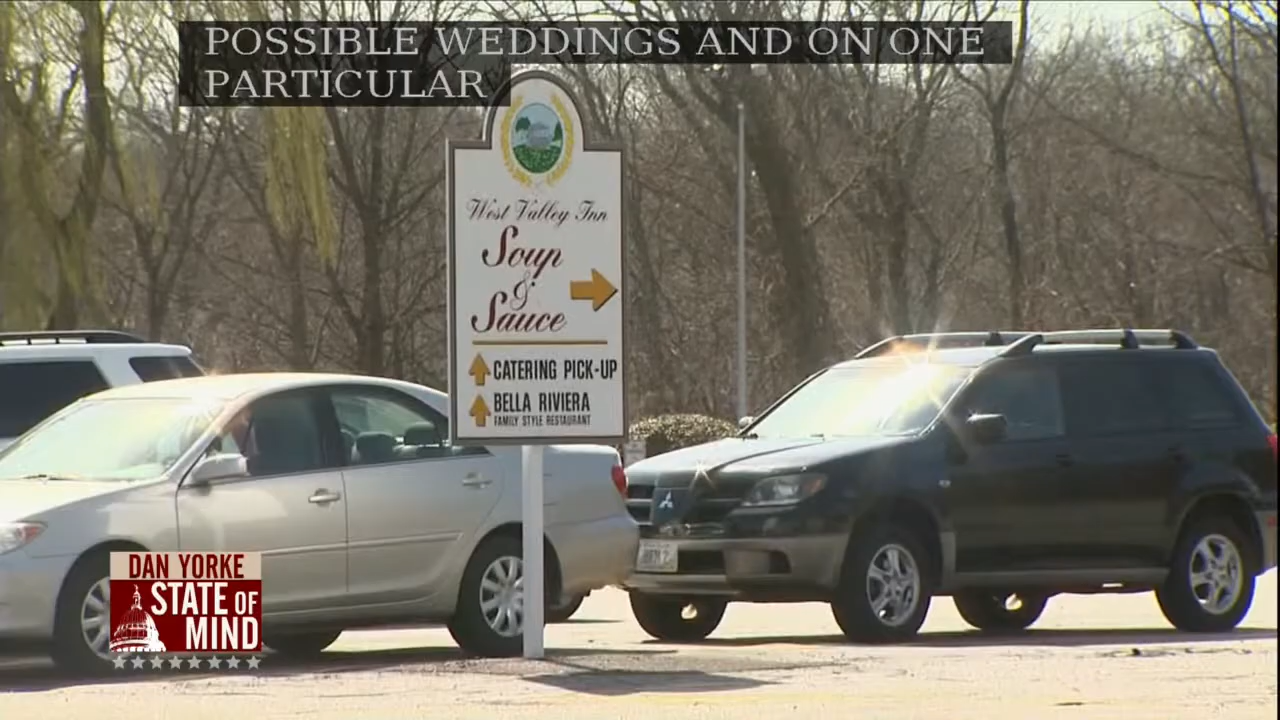 POSSIBLE WEDDINGS AND ON ONE
PARTICULAR
West Valley Inn
Soup
&
Sauce
CATERING PICK-UP
BELLA RIVIERA
FAMILY STYLE RESTAURANT
DAN YORKE
STATE OF
MIND